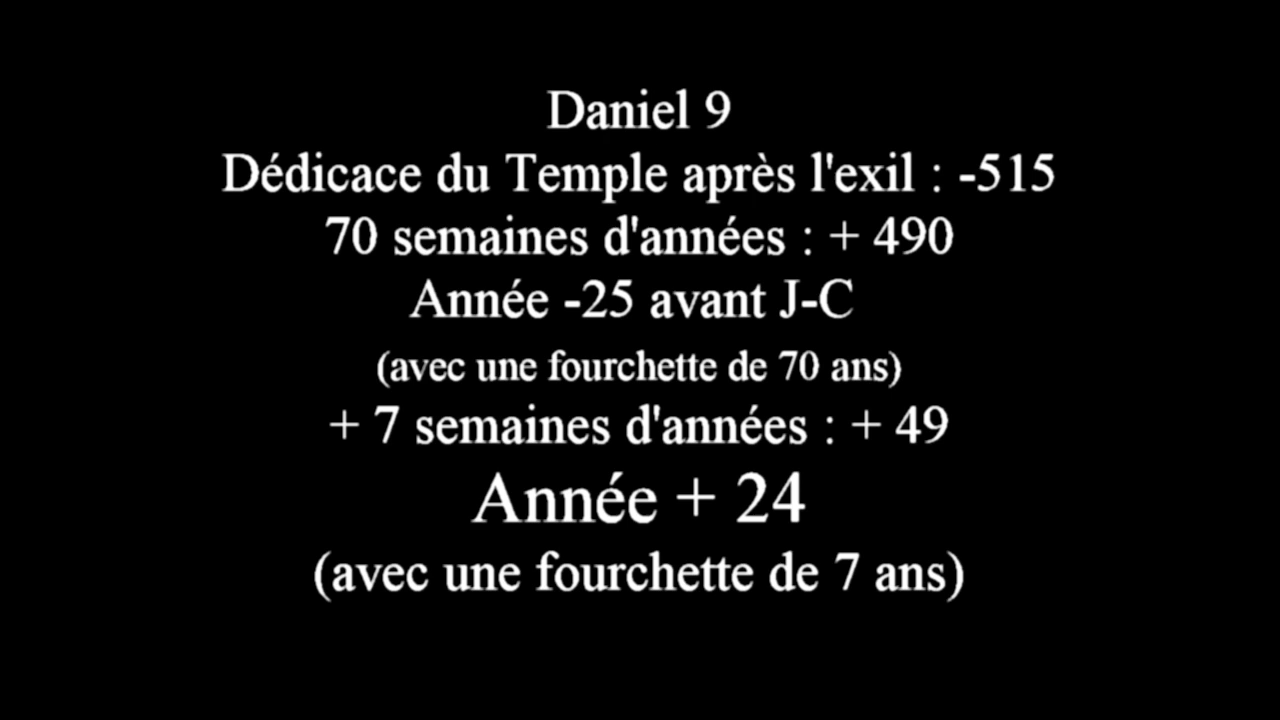 Daniel 9
Dédicace du Temple après l'exil : -515
70 semaines d'années : + 490
Année -25 avant J-C
(avec une fourchette de 70 ans)
+ 7 semaines d'années : + 49
Année + 24
(avec une fourchette de 7 ans)